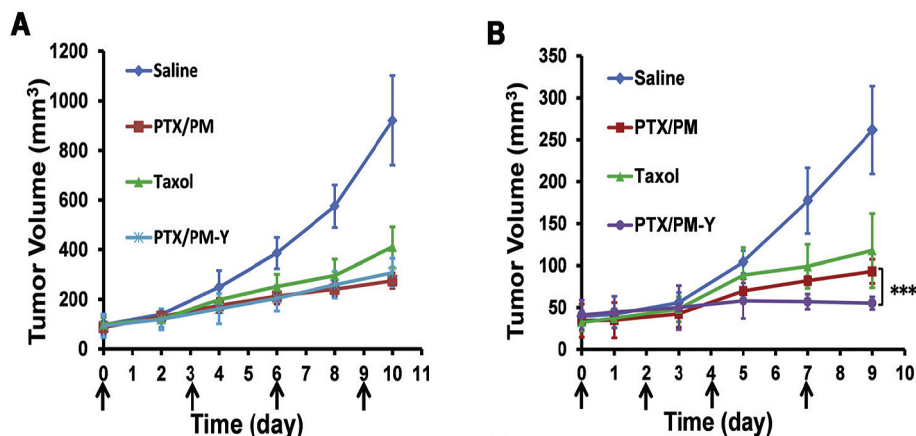 A
Tumor Volume (mm³)
1200
1000
800
600
400
200
0
Saline
PTX/PM
Taxol
PTX/PM-Y
0 1 2 3 4 5 6 7 8 9 10 11
Time (day)
B
Tumor Volume (mm³)
350
300
250
200
150
100
50
0
Saline
PTX/PM
Taxol
PTX/PM-Y
***
0 1 2 3 4 5 6 7 8 9 10
Time (day)